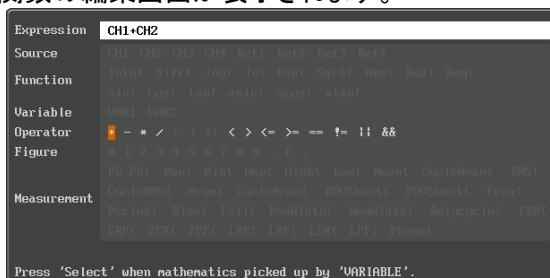 関数の編集画面が表示されます。
Expression CH1+CH2
Source CH1 CH2 CH3 CH4 Ref1 Ref2 Ref3 Ref4
Function Intg( Diff( log( ln( Exp( Sqrt( Abs( Rad( Deg(
sin( cos( tan( asin( acos( atan(
Variable VAR1 VAR2
Operator + - * / ( ) !( < > <= >= == != || &&
Figure 0 1 2 3 4 5 6 7 8 9 . E ,
Measurement Pk-Pk( Max( Min( Amp( High( Low( Mean( CycleMean( RMS(
CycleRMS( Area( CycleArea( ROVShoot( FOVShoot( Freq(
Period( Rise( Fall( PosWidth( NegWidth( Dutycycle( FRR(
FRF( FFR( FFF( LRR( LRF( LFR( LFF( Phase(
Press 'Select' when mathematics picked up by 'VARIABLE'.